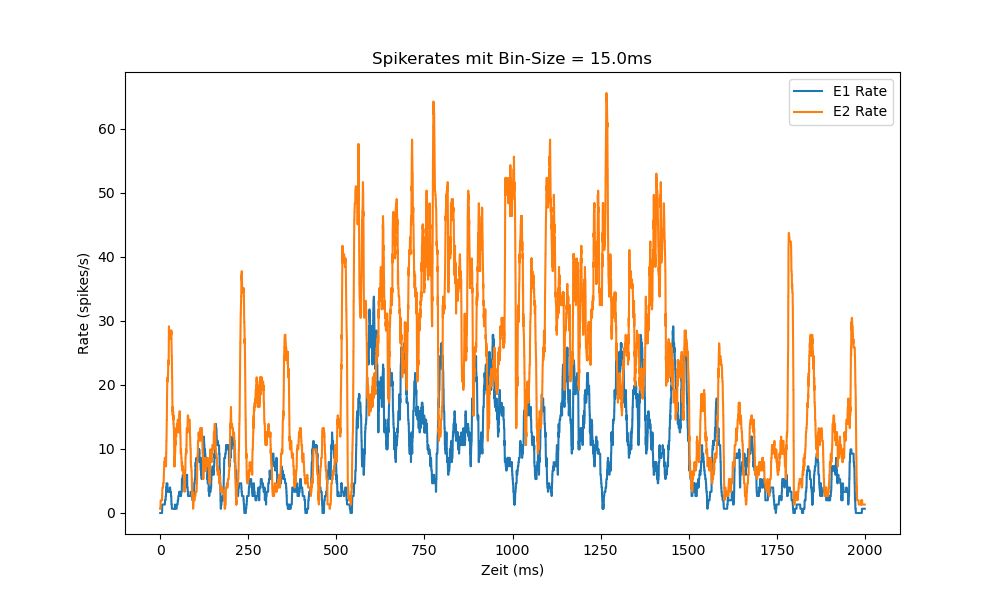 Spikerates mit Bin-Size = 15.0ms
E1 Rate
E2 Rate
Rate (spikes/s)
60
50
40
30
20
10
0
0 250 500 750 1000 1250 1500 1750 2000
Zeit (ms)